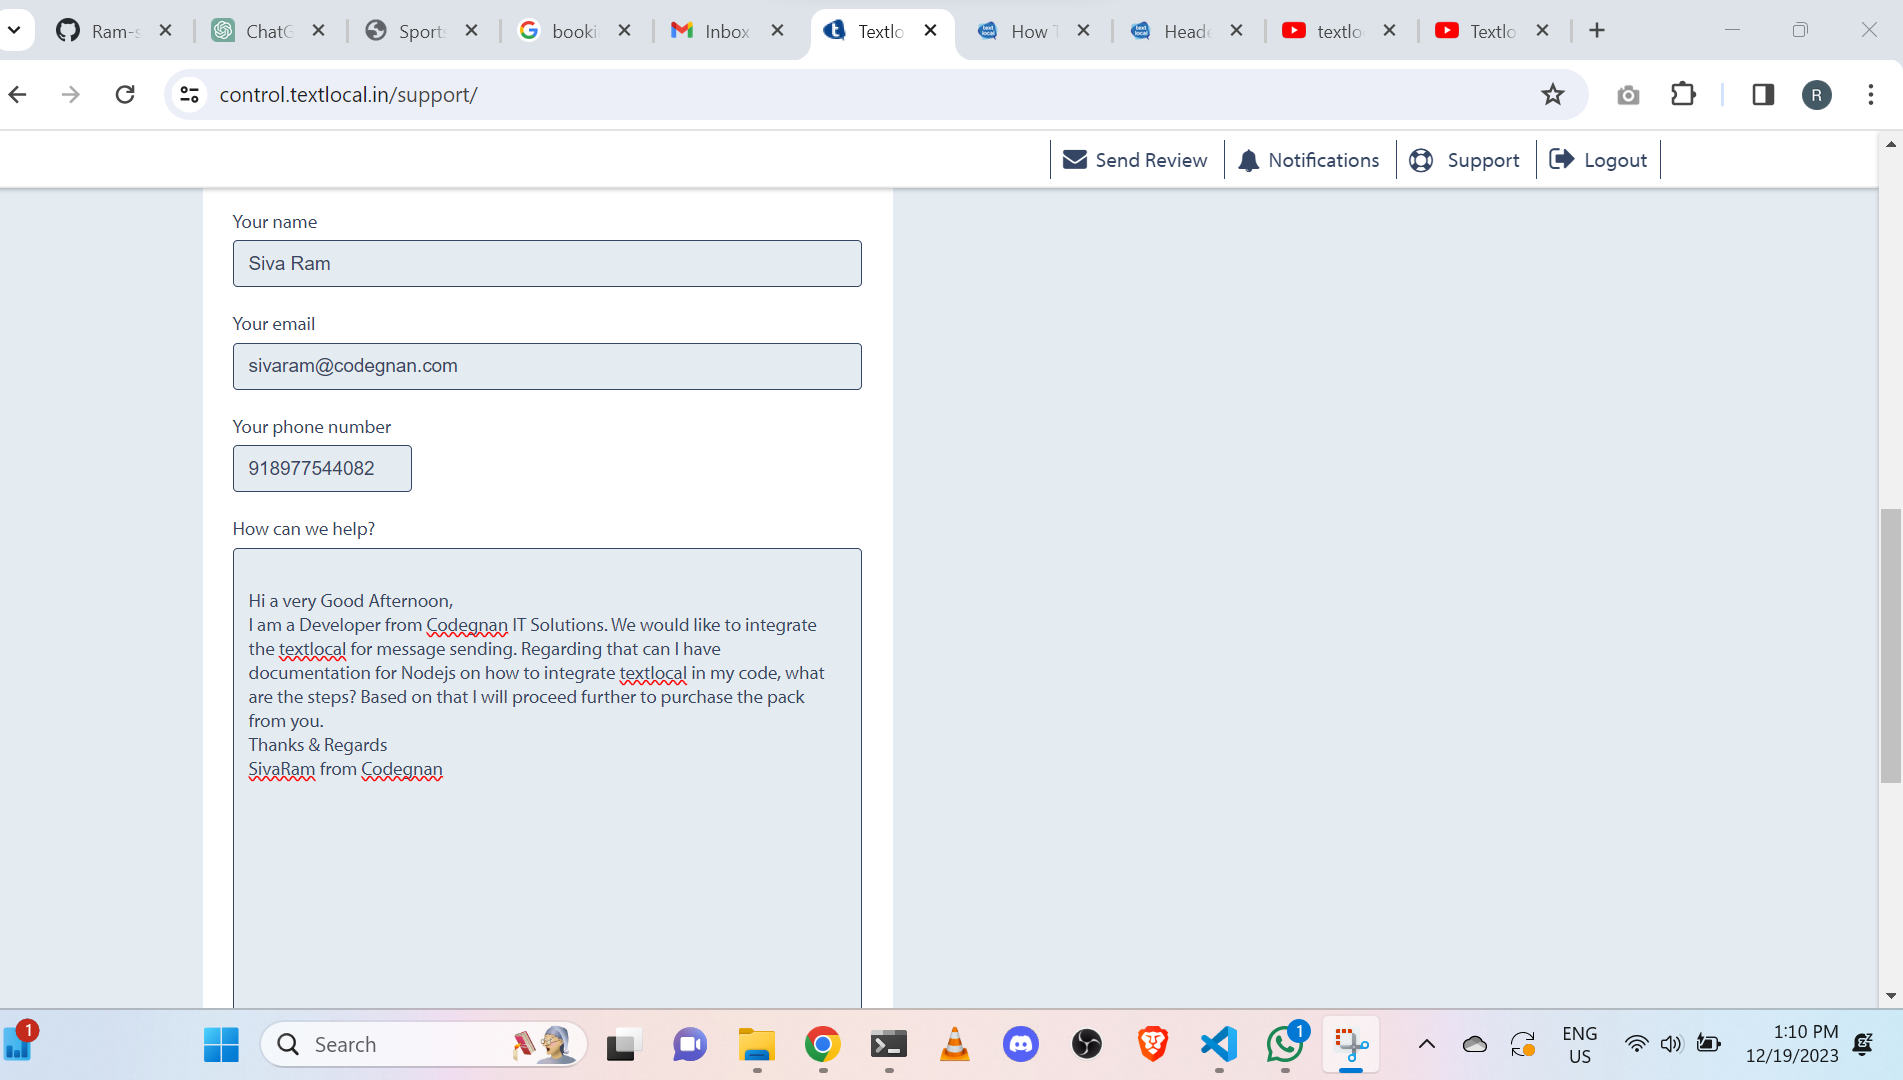 Ram-s
ChatG
Sports
booki
Inbox
Textlo
How T
Heade
textlo
Textlo
control.textlocal.in/support/
R
Send Review
Notifications
Support
Logout
Your name
Siva Ram
Your email
sivaram@codegnan.com
Your phone number
918977544082
How can we help?
Hi a very Good Afternoon,
I am a Developer from Codegnan IT Solutions. We would like to integrate
the textlocal for message sending. Regarding that can I have
documentation for Nodejs on how to integrate textlocal in my code, what
are the steps? Based on that I will proceed further to purchase the pack
from you.
Thanks & Regards
SivaRam from Codegnan
1
Search
1
ENG
US
1:10 PM
12/19/2023